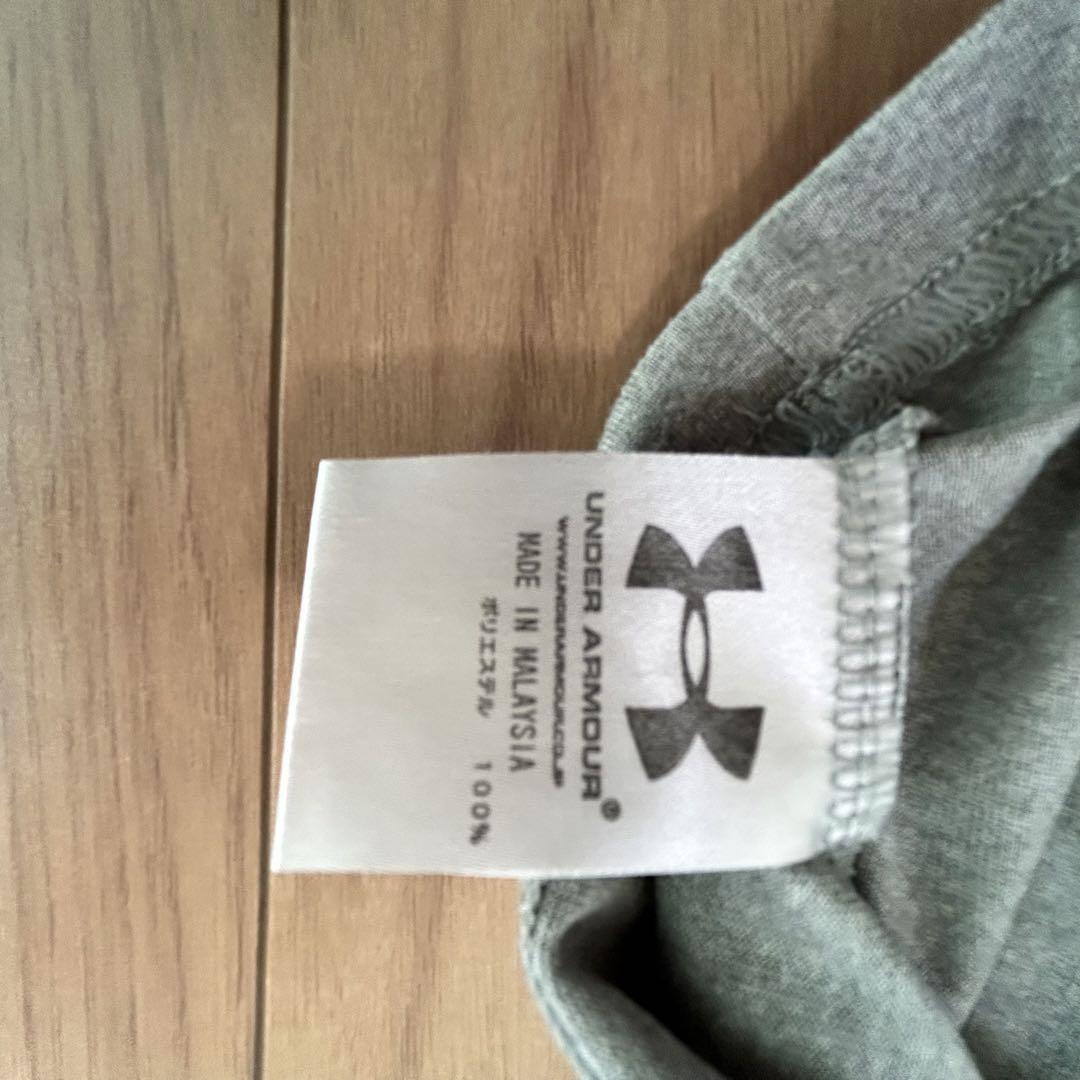 UNDER ARMOUR®
WWW.UNDERARMOUR.CO.JP
MADE IN MALAYSIA
ポリエステル 100%